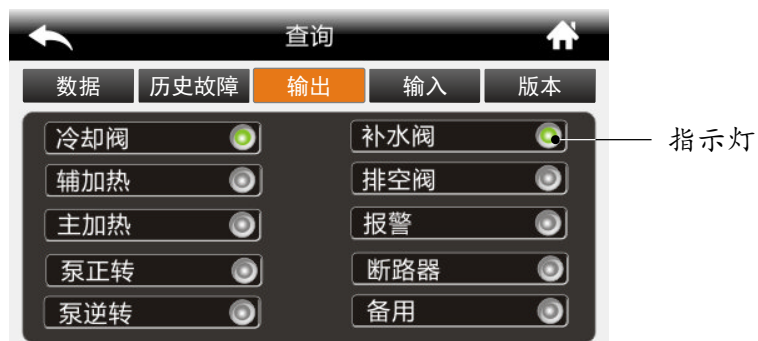 查询
数据 历史故障 输出 输入 版本
冷却阀 补水阀 指示灯
辅加热 排空阀
主加热 报警
泵正转 断路器
泵逆转 备用